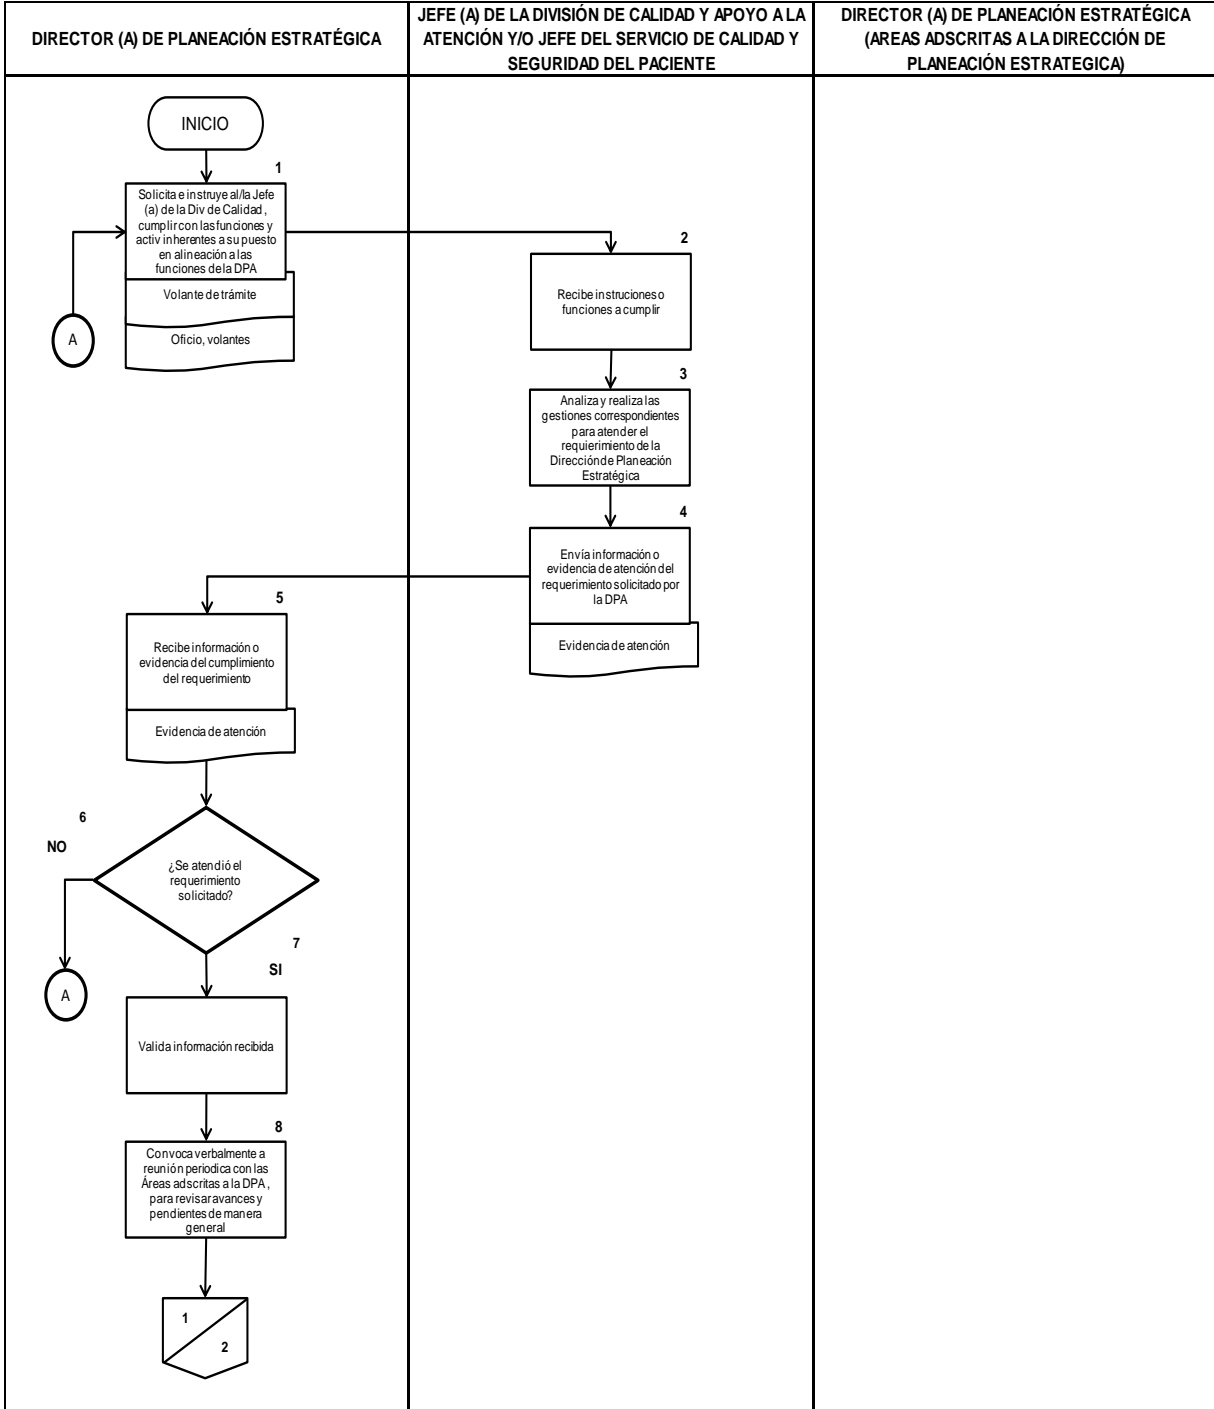 DIRECTOR (A) DE PLANEACIÓN ESTRATÉGICA
JEFE (A) DE LA DIVISIÓN DE CALIDAD Y APOYO A LA
ATENCIÓN Y/O JEFE DEL SERVICIO DE CALIDAD Y
SEGURIDAD DEL PACIENTE
DIRECTOR (A) DE PLANEACIÓN ESTRATÉGICA
(AREAS ADSCRITAS A LA DIRECCIÓN DE
PLANEACIÓN ESTRATEGICA)
INICIO
1
Solicita e instruye al/la Jefe
(a) de la Div de Calidad ,
cumplir con las funciones y
activ inherentes a su puesto
en alineación a las
funciones de la DPA
Volante de trámite
Oficio, volantes
A
2
Recibe instruciones o
funciones a cumplir
3
Analiza y realiza las
gestiones correspondientes
para atender el
requierimiento de la
Dirección de Planeación
Estratégica
4
Envía información o
evidencia de atención del
requerimiento solicitado por
la DPA
Evidencia de atención
5
Recibe información o
evidencia del cumplimiento
del requerimiento
Evidencia de atención
6
NO
¿Se atendió el
requerimiento
solicitado?
7
SI
A
Valida información recibida
8
Convoca verbalmente a
reunión periodica con las
Áreas adscritas a la DPA ,
para revisar avances y
pendientes de manera
general
1
2